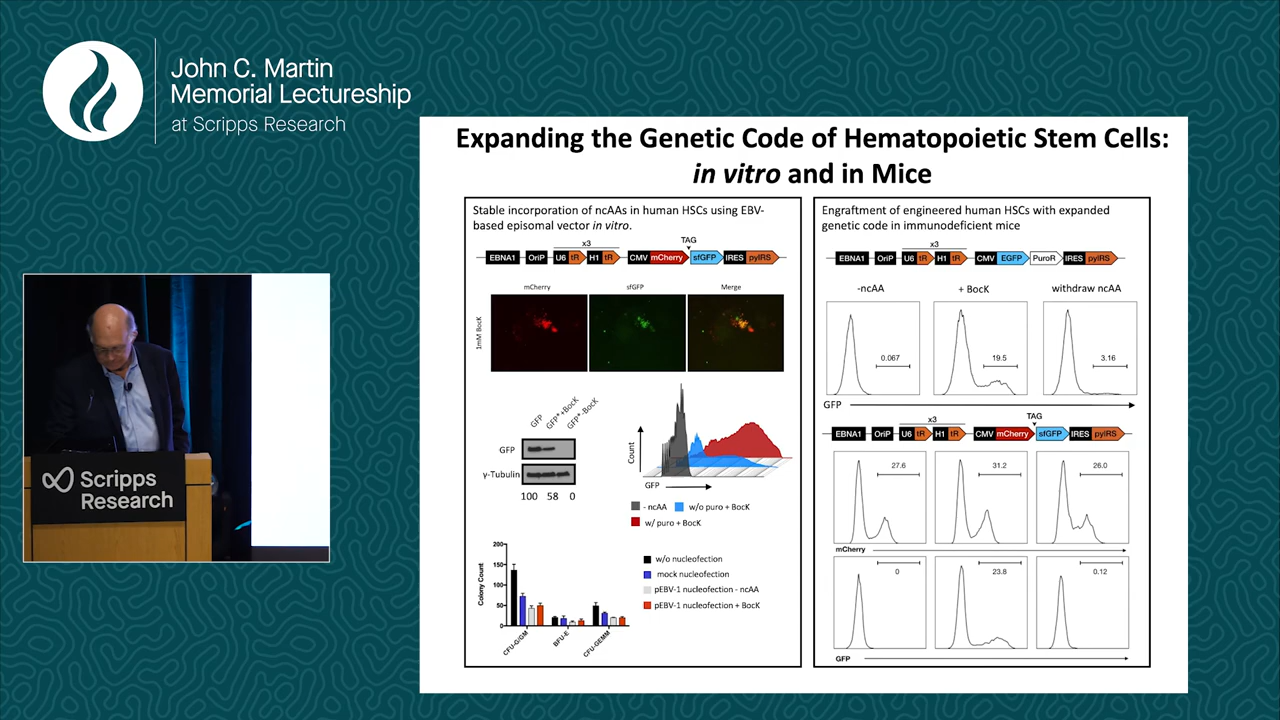 John C. Martin
Memorial Lectureship
at Scripps Research
Scripps
Research
Expanding the Genetic Code of Hematopoietic Stem Cells:
in vitro and in Mice
Stable incorporation of ncAAs in human HSCs using EBV-
based episomal vector in vitro.
TAG
x3
EBNA1 OriP U6 tR H1 tR CMV mCherry sfGFP IRES pylRS
mCherry sfGFP Merge
1mM BocK
GFP GFP*+BocK GFP*-BocK
GFP
γ-Tubulin
100 58 0
Count
GFP
- ncAA w/o puro + BocK
w/ puro + BocK
Colony Count
200
150
100
50
0
CFU-G/GM BFU-E CFU-GEMM
w/o nucleofection
mock nucleofection
pEBV-1 nucleofection - ncAA
pEBV-1 nucleofection + BocK
Engraftment of engineered human HSCs with expanded
genetic code in immunodeficient mice
x3
EBNA1 OriP U6 tR H1 tR CMV EGFP PuroR IRES pylRS
-ncAA + BocK withdraw ncAA
0.067 19.5 3.16
GFP
TAG
x3
EBNA1 OriP U6 tR H1 tR CMV mCherry sfGFP IRES pylRS
27.6 31.2 26.0
mCherry
0 23.8 0.12
GFP